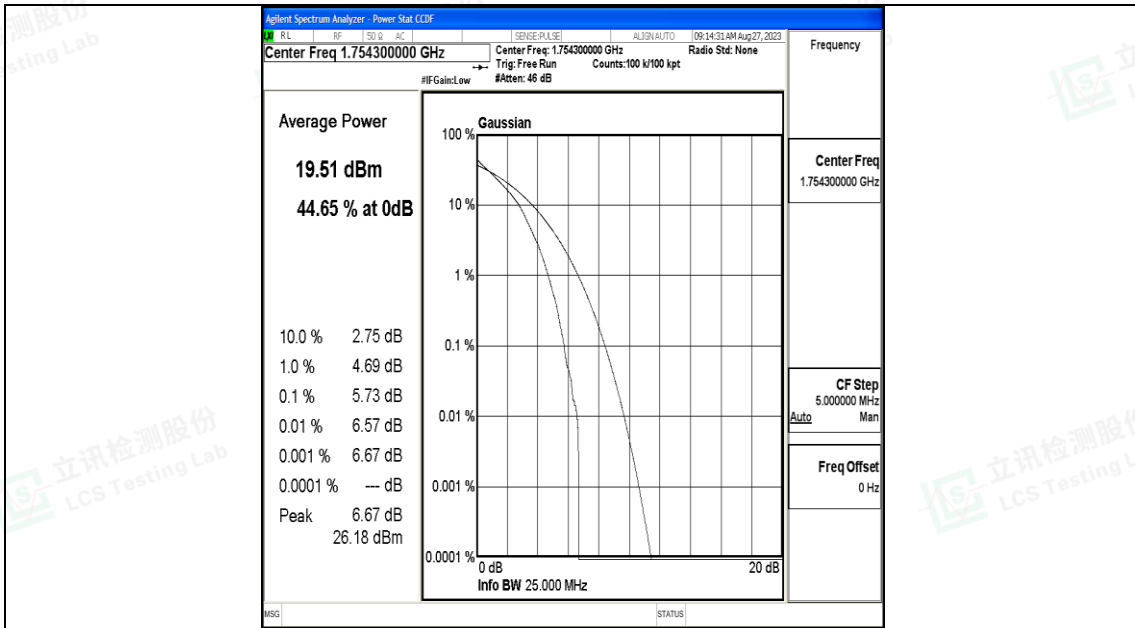 Agilent Spectrum Analyzer - Power Stat CCDF
RL RF 50 Ω AC SENSE:PULSE ALIGNAUTO 09:14:31 AM Aug27, 2023
Center Freq 1.754300000 GHz
Center Freq: 1.754300000 GHz Radio Std: None
Trig: Free Run Counts:100 k/100 kpt
#IFGain:Low #Atten: 46 dB
Frequency
Average Power
19.51 dBm
44.65 % at 0dB
10.0 % 2.75 dB
1.0 % 4.69 dB
0.1 % 5.73 dB
0.01 % 6.57 dB
0.001 % 6.67 dB
0.0001 % --- dB
Peak 6.67 dB
26.18 dBm
Gaussian
100 %
10 %
1 %
0.1 %
0.01 %
0.001 %
0.0001 %
0 dB 20 dB
Info BW 25.000 MHz
Center Freq
1.754300000 GHz
CF Step
5.000000 MHz
Auto Man
Freq Offset
0 Hz
MSG STATUS
立讯检测股份
LCS Testing Lab